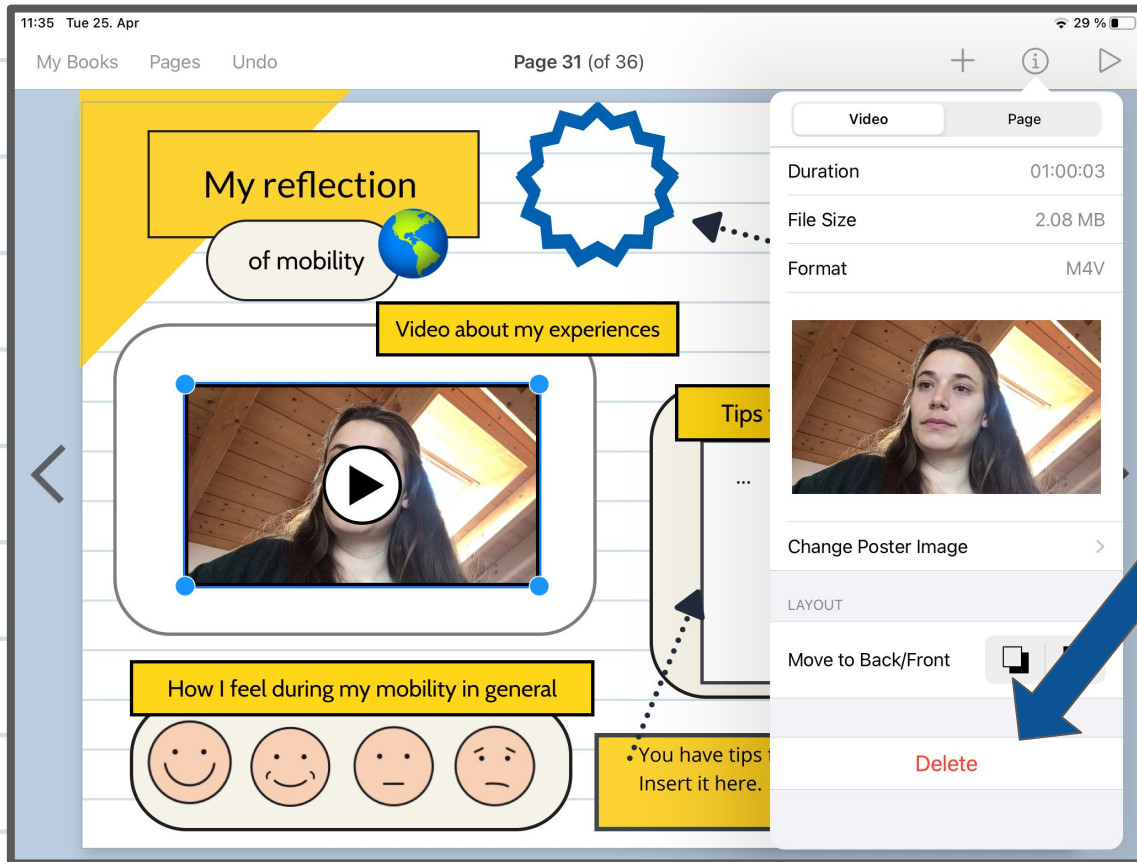 11:35 Tue 25. Apr
29 %
My Books Pages Undo
Page 31 (of 36)
Video Page
Duration 01:00:03
File Size 2.08 MB
Format M4V
Change Poster Image
LAYOUT
Move to Back/Front
Delete
My reflection
of mobility
Video about my experiences
Tips
...
How I feel during my mobility in general
You have tips
Insert it here.